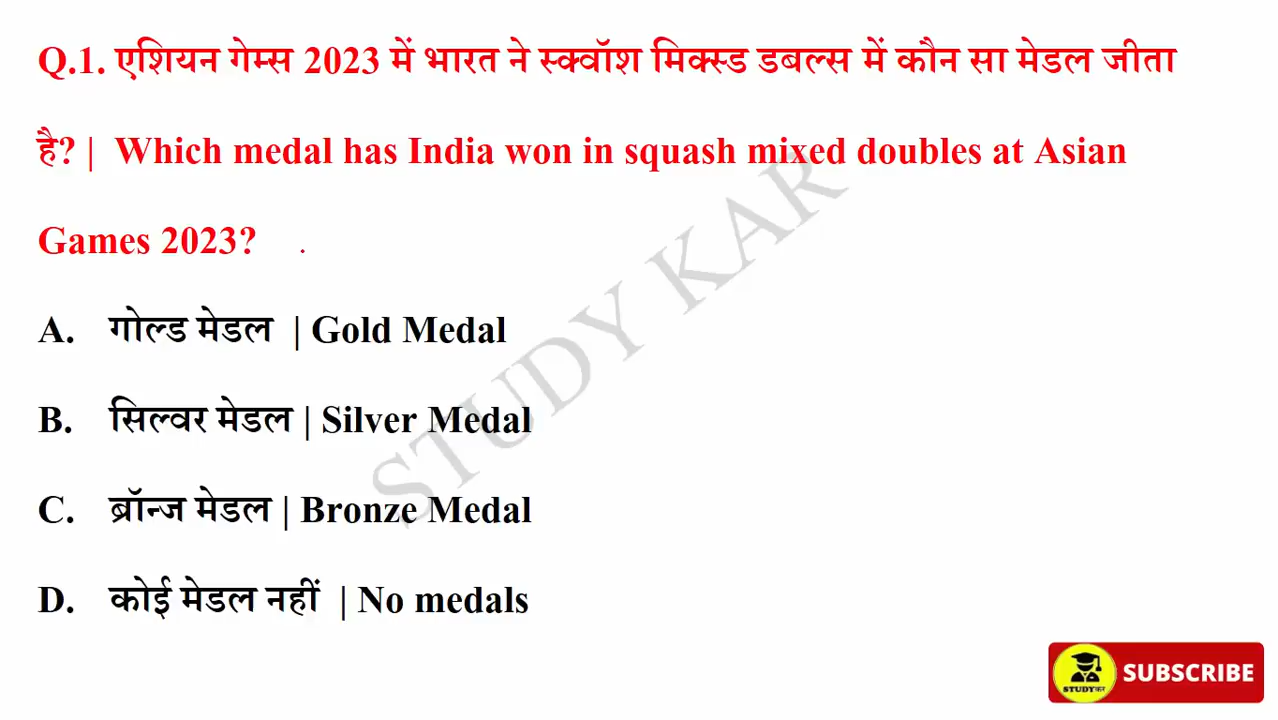 Q.1. एशियन गेम्स 2023 में भारत ने स्क्वॉश मिक्स्ड डबल्स में कौन सा मेडल जीता
है? | Which medal has India won in squash mixed doubles at Asian
Games 2023?
A. गोल्ड मेडल | Gold Medal
B. सिल्वर मेडल | Silver Medal
C. ब्रॉन्ज मेडल | Bronze Medal
D. कोई मेडल नहीं | No medals
STUDY KAR
STUDYकर
SUBSCRIBE